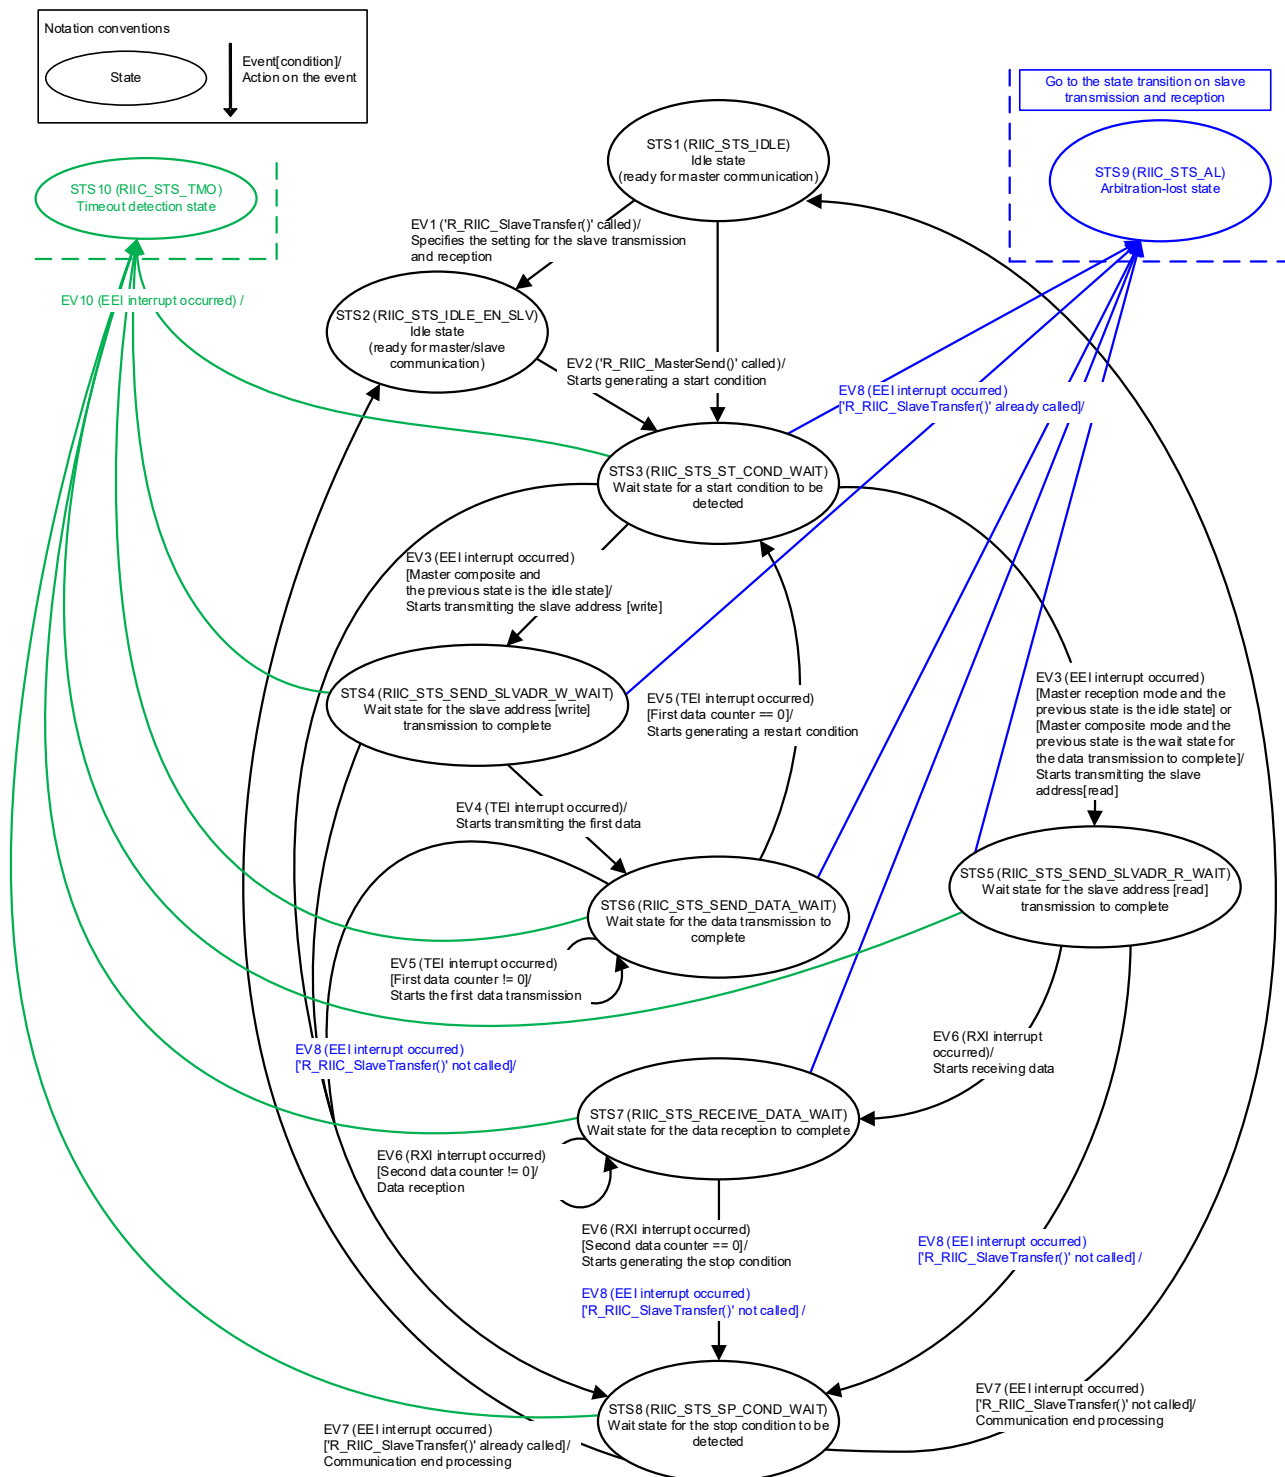 Notation conventions
State
Event[condition]/
Action on the event
Go to the state transition on slave
transmission and reception
STS1 (RIIC_STS_IDLE)
Idle state
(ready for master communication)
STS9 (RIIC_STS_AL)
Arbitration-lost state
STS10 (RIIC_STS_TMO)
Timeout detection state
EV1 ('R_RIIC_SlaveTransfer()' called)/
Specifies the setting for the slave transmission
and reception
EV10 (EEI interrupt occurred) /
STS2 (RIIC_STS_IDLE_EN_SLV)
Idle state
(ready for master/slave
communication)
EV2 ('R_RIIC_MasterSend()' called)/
Starts generating a start condition
EV8 (EEI interrupt occurred)
['R_RIIC_SlaveTransfer()' already called]/
STS3 (RIIC_STS_ST_COND_WAIT)
Wait state for a start condition to be
detected
EV3 (EEI interrupt occurred)
[Master composite and
the previous state is the idle state]/
Starts transmitting the slave address [write]
STS4 (RIIC_STS_SEND_SLVADR_W_WAIT)
Wait state for the slave address [write]
transmission to complete
EV5 (TEI interrupt occurred)
[First data counter == 0]/
Starts generating a restart condition
EV3 (EEI interrupt occurred)
[Master reception mode and the
previous state is the idle state] or
[Master composite mode and the
previous state is the wait state for
the data transmission to complete]/
Starts transmitting the slave
address[read]
EV4 (TEI interrupt occurred)/
Starts transmitting the first data
STS5 (RIIC_STS_SEND_SLVADR_R_WAIT)
Wait state for the slave address [read]
transmission to complete
STS6 (RIIC_STS_SEND_DATA_WAIT)
Wait state for the data transmission to
complete
EV5 (TEI interrupt occurred)
[First data counter != 0]/
Starts the first data transmission
EV8 (EEI interrupt occurred)
['R_RIIC_SlaveTransfer()' not called]/
EV6 (RXI interrupt
occurred)/
Starts receiving data
STS7 (RIIC_STS_RECEIVE_DATA_WAIT)
Wait state for the data reception to complete
EV6 (RXI interrupt occurred)
[Second data counter != 0]/
Data reception
EV6 (RXI interrupt occurred)
[Second data counter == 0]/
Starts generating the stop condition
EV8 (EEI interrupt occurred)
['R_RIIC_SlaveTransfer()' not called] /
EV8 (EEI interrupt occurred)
['R_RIIC_SlaveTransfer()' not called] /
STS8 (RIIC_STS_SP_COND_WAIT)
Wait state for the stop condition to be
detected
EV7 (EEI interrupt occurred)
['R_RIIC_SlaveTransfer()' not called]/
Communication end processing
EV7 (EEI interrupt occurred)
['R_RIIC_SlaveTransfer()' already called]/
Communication end processing